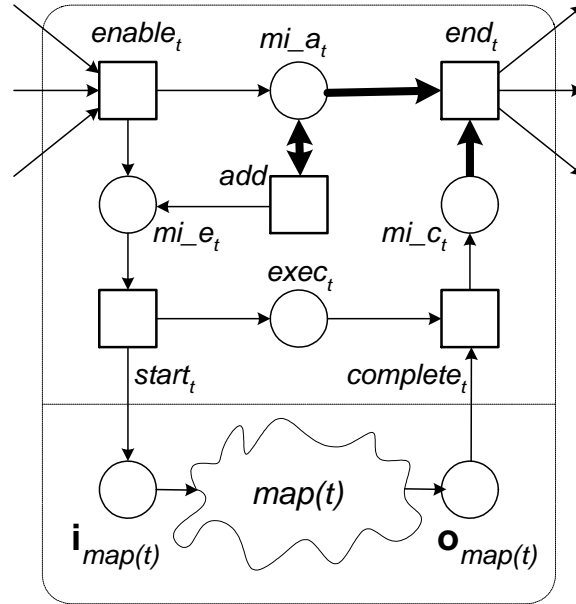 enable_t
mi_a_t
end_t
add
mi_e_t
mi_c_t
exec_t
start_t
complete_t
map(t)
i_map(t)
o_map(t)